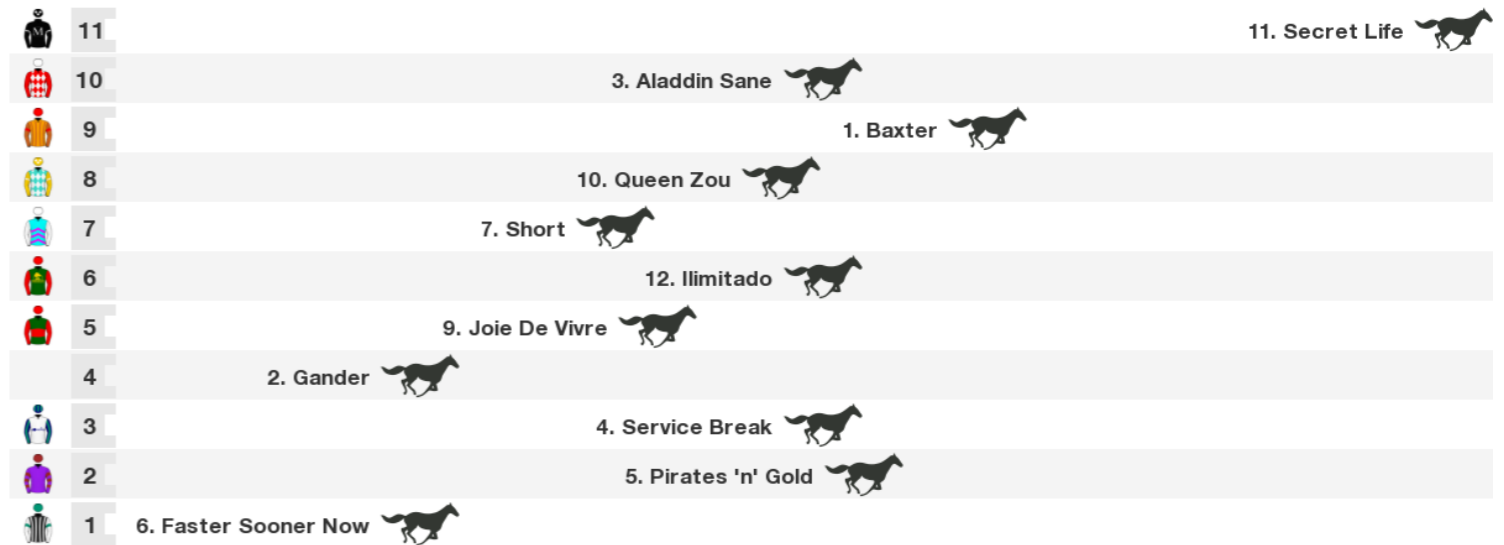 11 11. Secret Life
10 3. Aladdin Sane
9 1. Baxter
8 10. Queen Zou
7 7. Short
6 12. Ilimitado
5 9. Joie De Vivre
4 2. Gander
3 4. Service Break
2 5. Pirates 'n' Gold
1 6. Faster Sooner Now